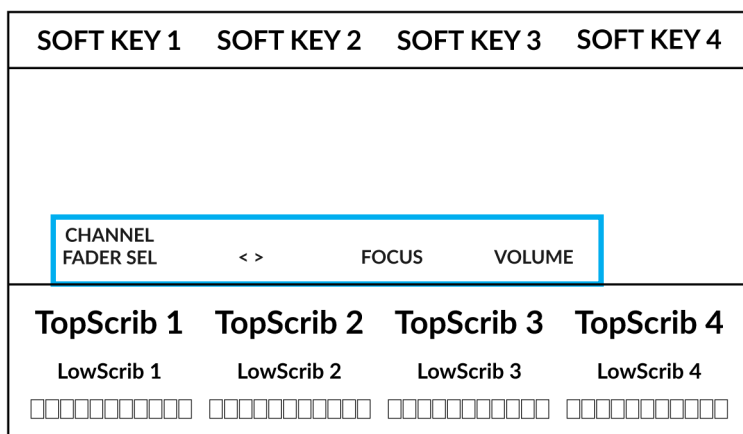 SOFT KEY 1 SOFT KEY 2 SOFT KEY 3 SOFT KEY 4
CHANNEL
FADER SEL < > FOCUS VOLUME
TopScrib 1 TopScrib 2 TopScrib 3 TopScrib 4
LowScrib 1 LowScrib 2 LowScrib 3 LowScrib 4